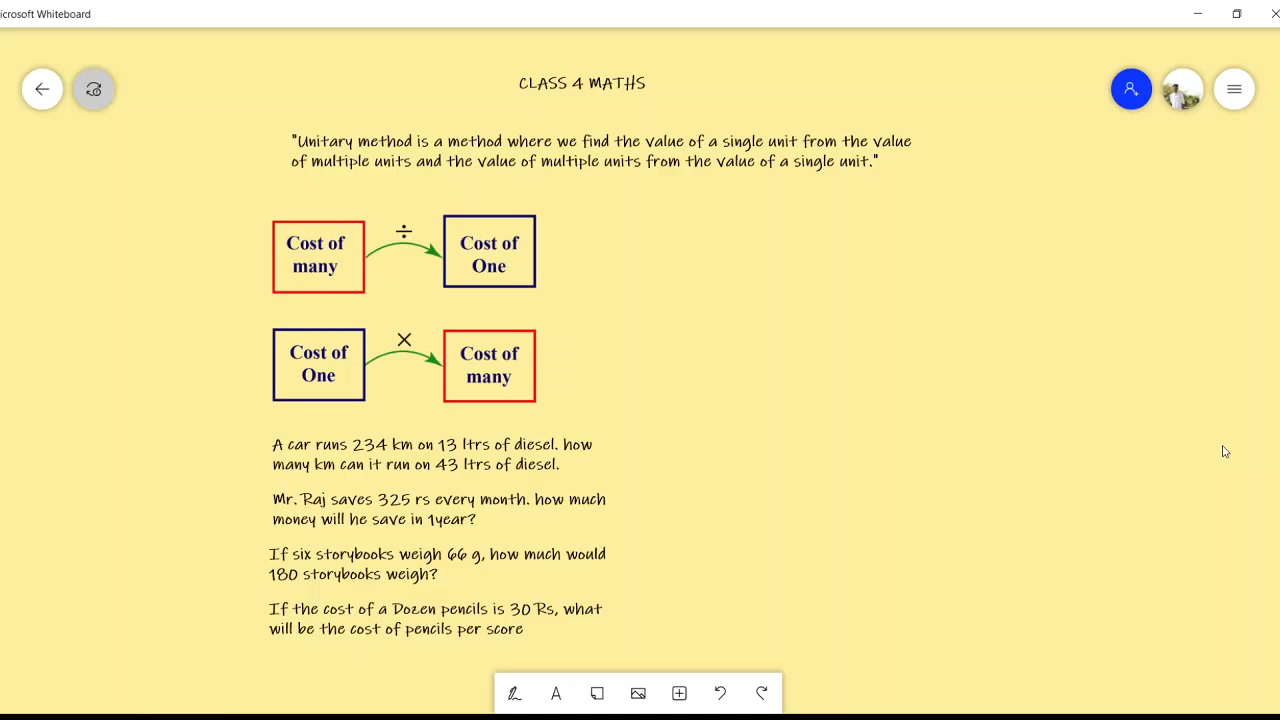 icrosoft Whiteboard
CLASS 4 MATHS
"Unitary method is a method where we find the value of a single unit from the value
of multiple units and the value of multiple units from the value of a single unit."
÷
Cost of many
Cost of One
×
Cost of One
Cost of many
A car runs 234 km on 13 ltrs of diesel. how
many km can it run on 43 ltrs of diesel.
Mr. Raj saves 325 rs every month. how much
money will he save in 1year?
If six storybooks weigh 66 g, how much would
180 storybooks weigh?
If the cost of a Dozen pencils is 30 Rs, what
will be the cost of pencils per score
A